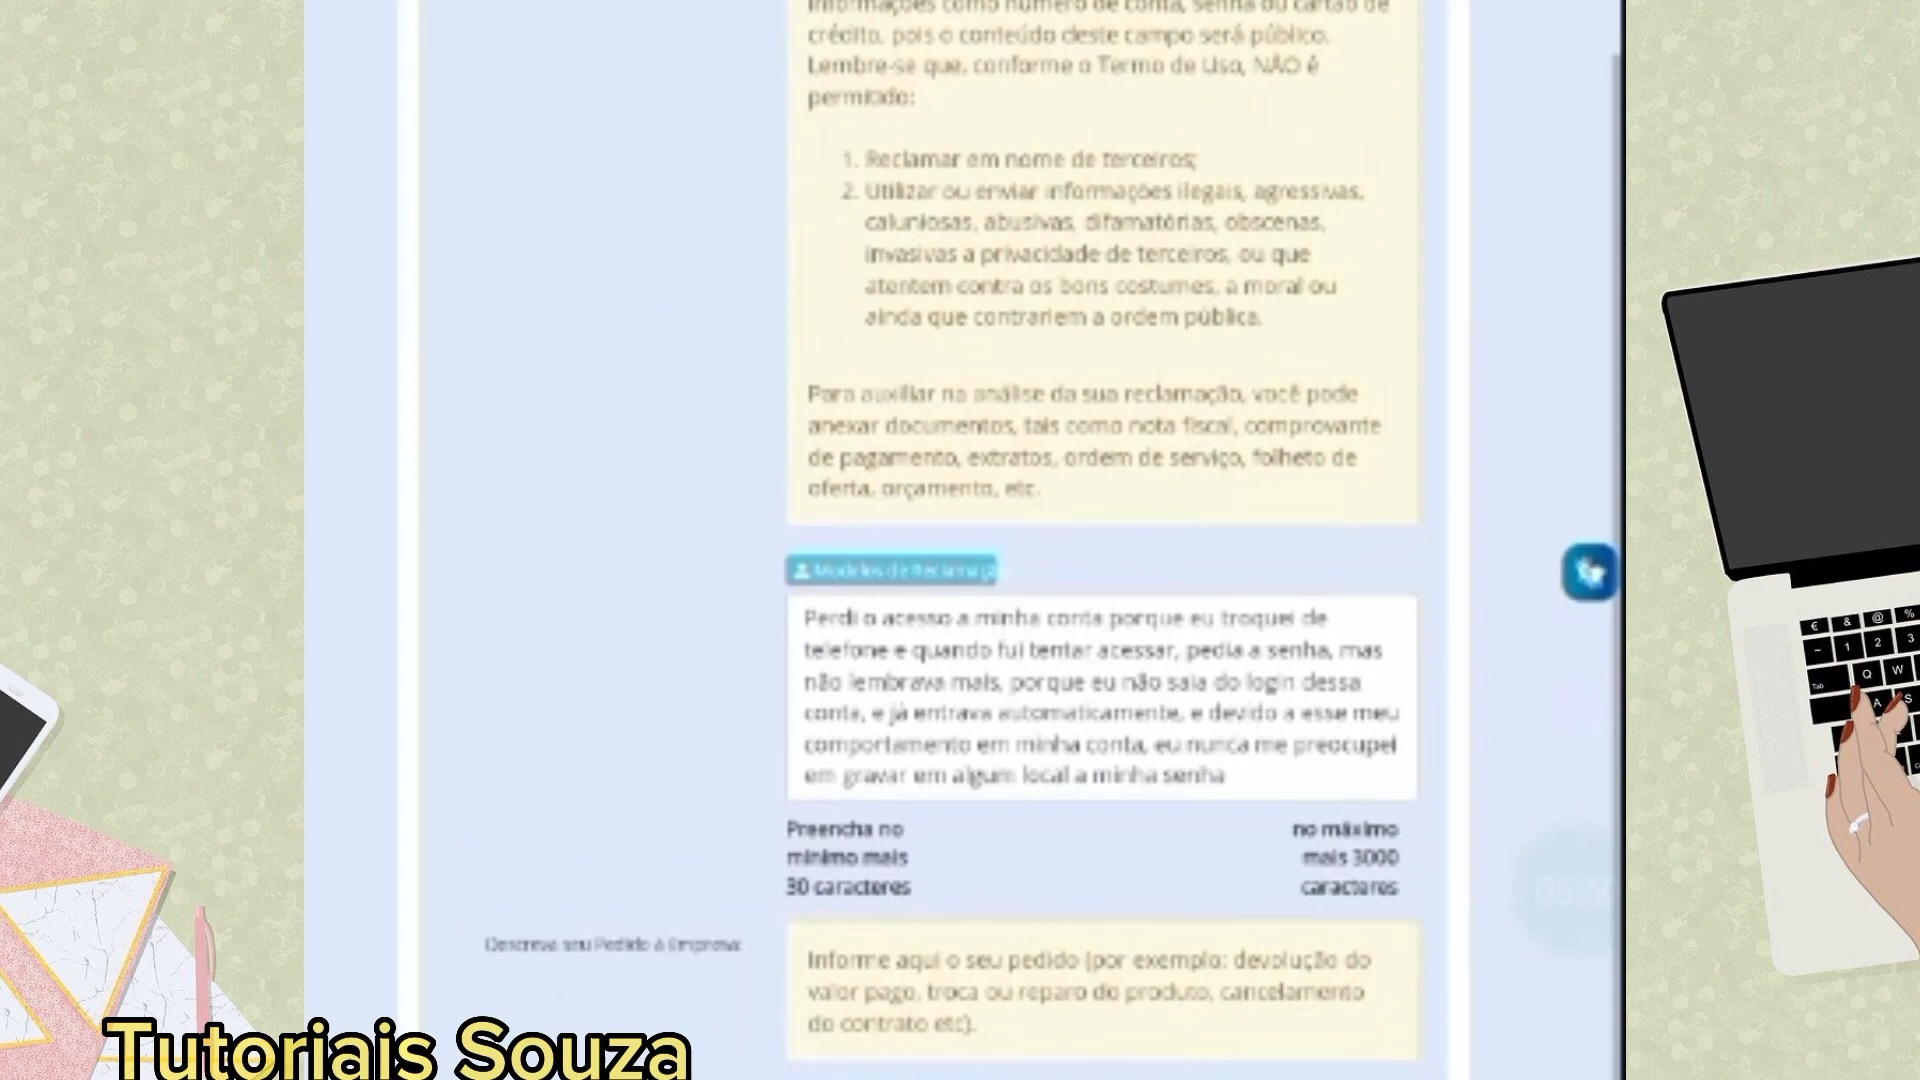 informações como número de conta, senha ou cartão de
crédito, pois o conteúdo deste campo será público.
Lembre-se que, conforme o Termo de Uso, NÃO é
permitido:
1. Reclamar em nome de terceiros;
2. Utilizar ou enviar informações ilegais, agressivas,
caluniosas, abusivas, difamatórias, obscenas,
invasivas a privacidade de terceiros, ou que
atentem contra os bons costumes, a moral ou
ainda que contrariem a ordem pública.
Para auxiliar na análise da sua reclamação, você pode
anexar documentos, tais como nota fiscal, comprovante
de pagamento, extratos, ordem de serviço, folheto de
oferta, orçamento, etc.
Modelos de Reclamaçã
Perdi o acesso a minha conta porque eu troquei de
telefone e quando fui tentar acessar, pedia a senha, mas
não lembrava mais, porque eu não saia do login dessa
conta, e já entrava automaticamente, e devido a esse meu
comportamento em minha conta, eu nunca me preocupei
em gravar em algum local a minha senha
Preencha no
mínimo mais
30 caracteres
no máximo
mais 3000
caracteres
Descreva seu Pedido à Empresa:
Informe aqui o seu pedido (por exemplo: devolução do
valor pago, troca ou reparo do produto, cancelamento
do contrato etc).
€ & @ %
~ 1 2 3
Tab Q W
A S
Tutoriais Souza